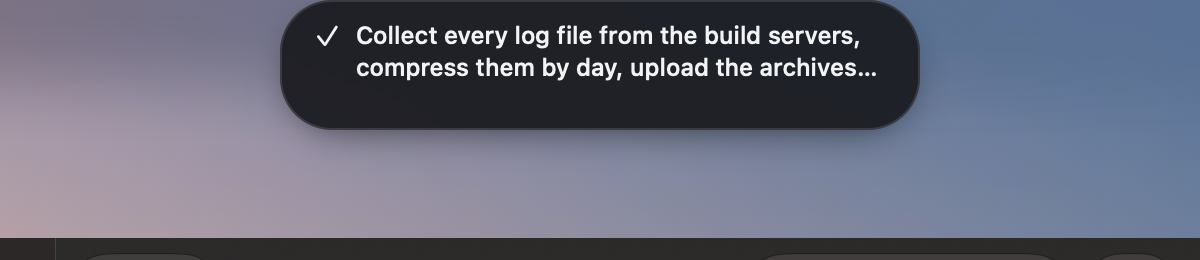 Collect every log file from the build servers,
compress them by day, upload the archives…